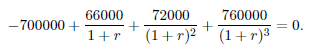 −700000 + 66000/(1 + r) + 72000/(1 + r)² + 760000/(1 + r)³ = 0.